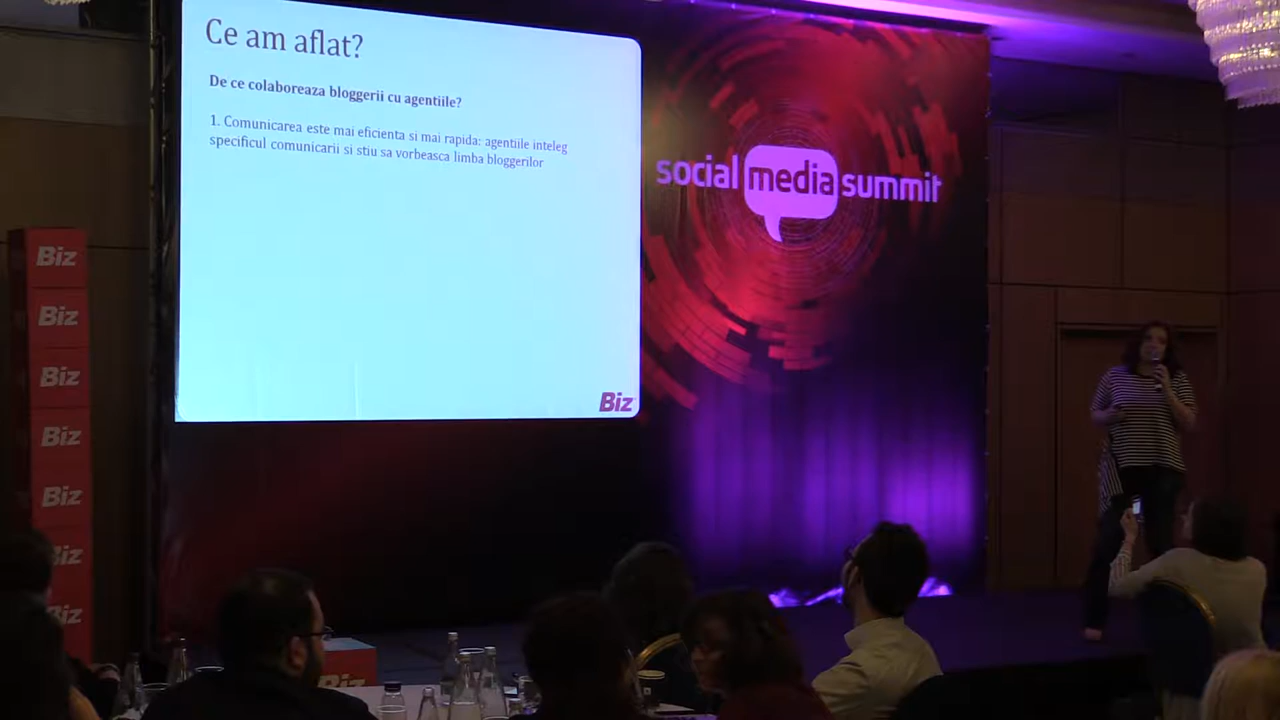 Ce am aflat?
De ce colaboreaza bloggerii cu agentiile?
1. Comunicarea este mai eficienta si mai rapida: agentiile inteleg
specificul comunicarii si stiu sa vorbeasca limba bloggerilor
Biz
social media summit
Biz
Biz
Biz
Biz
Biz
Biz
Biz
Biz